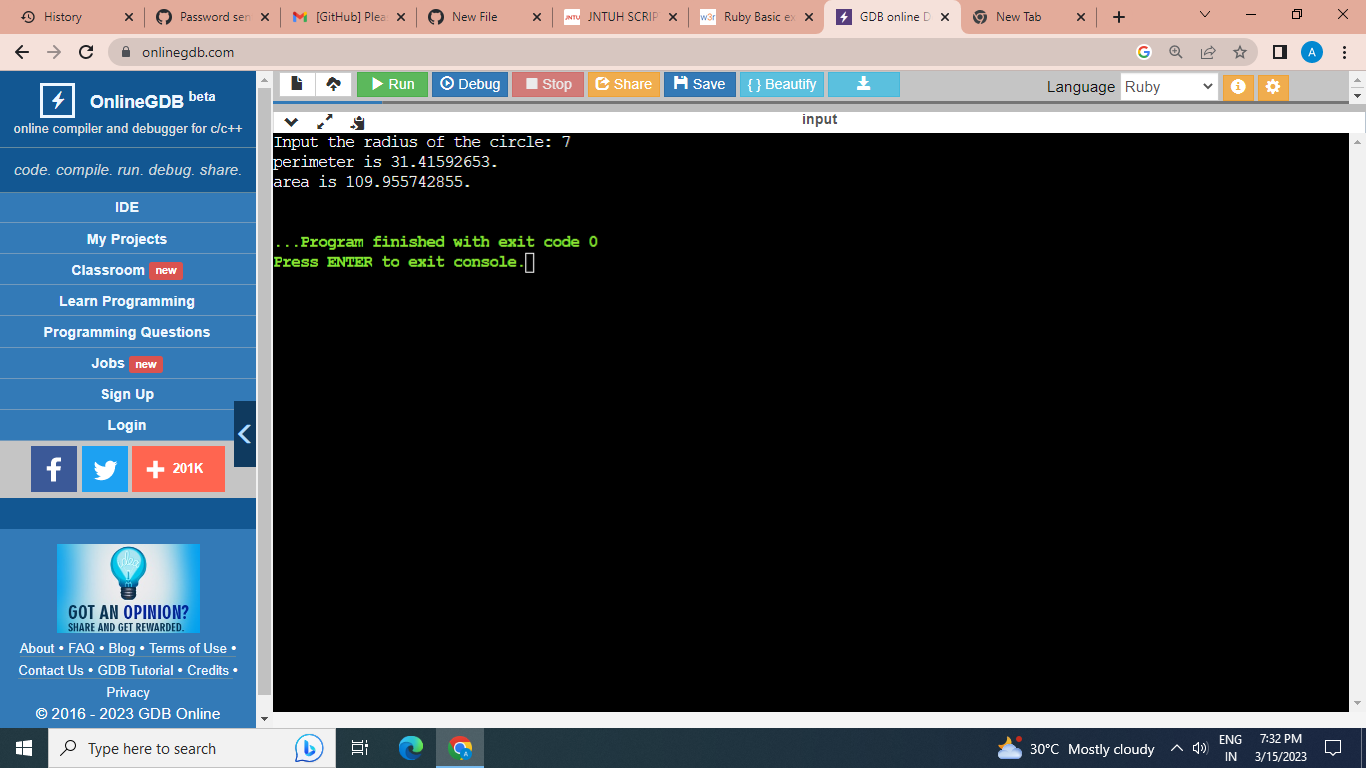 History
Password sen
[GitHub] Plea
New File
JNTUH SCRIP
Ruby Basic ex
GDB online D
New Tab
onlinegdb.com
OnlineGDB beta
online compiler and debugger for c/c++
code. compile. run. debug. share.
IDE
My Projects
Classroom new
Learn Programming
Programming Questions
Jobs new
Sign Up
Login
f
+ 201K
GOT AN OPINION?
SHARE AND GET REWARDED.
About • FAQ • Blog • Terms of Use •
Contact Us • GDB Tutorial • Credits •
Privacy
© 2016 - 2023 GDB Online
Run Debug Stop Share Save { } Beautify
Language Ruby
input
Input the radius of the circle: 7
perimeter is 31.41592653.
area is 109.955742855.
...Program finished with exit code 0
Press ENTER to exit console.
Type here to search
30°C Mostly cloudy
ENG
IN
7:32 PM
3/15/2023